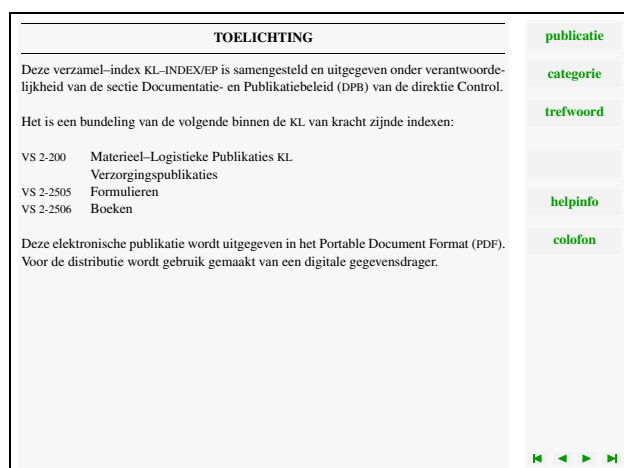 TOELICHTING
Deze verzamel–index KL–INDEX/EP is samengesteld en uitgegeven onder verantwoorde-
lijkheid van de sectie Documentatie- en Publikatiebeleid (DPB) van de direktie Control.
Het is een bundeling van de volgende binnen de KL van kracht zijnde indexen:
VS 2-200 Materieel–Logistieke Publikaties KL
Verzorgingspublikaties
VS 2-2505 Formulieren
VS 2-2506 Boeken
Deze elektronische publikatie wordt uitgegeven in het Portable Document Format (PDF).
Voor de distributie wordt gebruik gemaakt van een digitale gegevensdrager.
publicatie
categorie
trefwoord
helpinfo
colofon